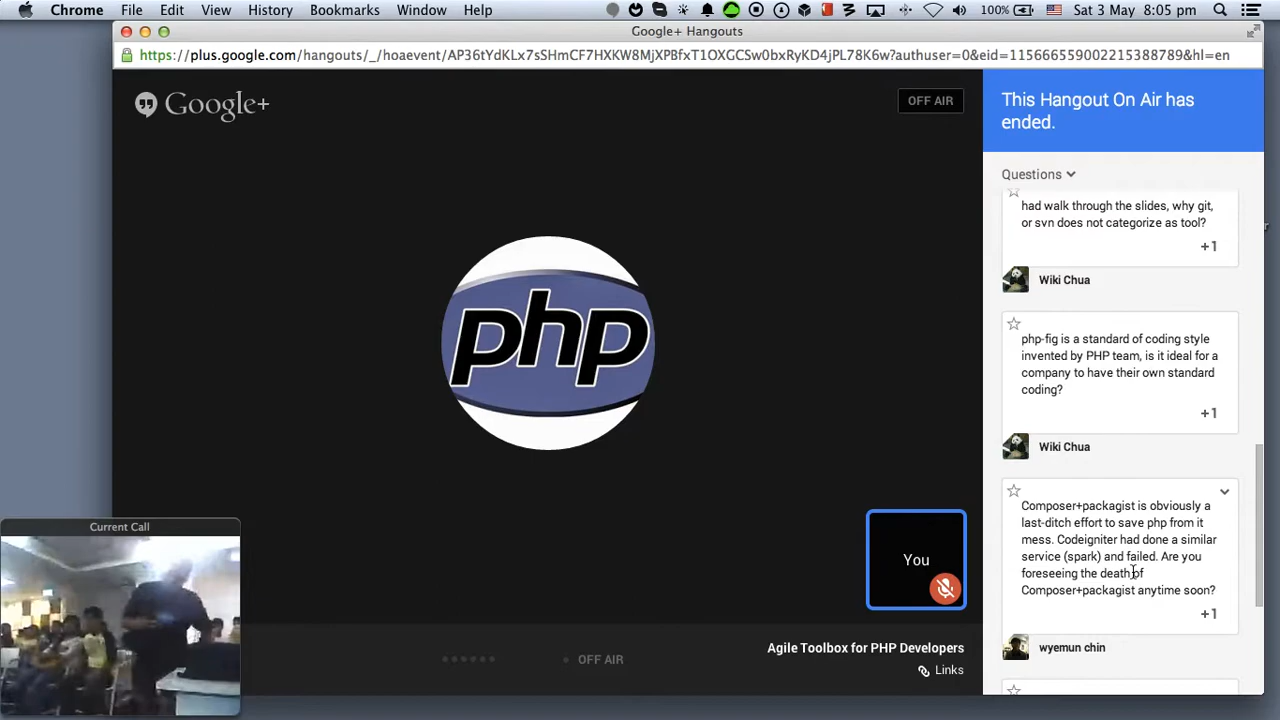 Chrome File Edit View History Bookmarks Window Help 100% Sat 3 May 8:05 pm
Google+ Hangouts
https://plus.google.com/hangouts/_/hoaevent/AP36tYdKLx7sSHmCF7HXKW8MjXPBfxT1OXGCSw0bxRyKD4jPL78K6w?authuser=0&eid=115666559002215388789&hl=en
Google+
OFF AIR
This Hangout On Air has
ended.
Questions
had walk through the slides, why git,
or svn does not categorize as tool?
+1
Wiki Chua
php-fig is a standard of coding style
invented by PHP team, is it ideal for a
company to have their own standard
coding?
+1
Wiki Chua
Composer+packagist is obviously a
last-ditch effort to save php from it
mess. Codeigniter had done a similar
service (spark) and failed. Are you
foreseeing the death of
Composer+packagist anytime soon?
+1
wyemun chin
php
You
Current Call
OFF AIR
Agile Toolbox for PHP Developers
Links